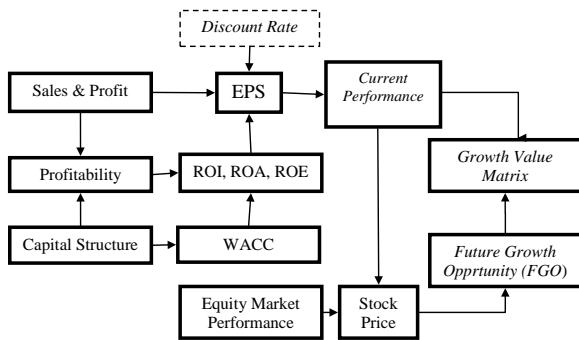 Discount Rate
Sales & Profit
EPS
Current
Performance
Growth Value
Matrix
Profitability
ROI, ROA, ROE
Capital Structure
WACC
Future Growth
Opprtunity (FGO)
Equity Market
Performance
Stock
Price